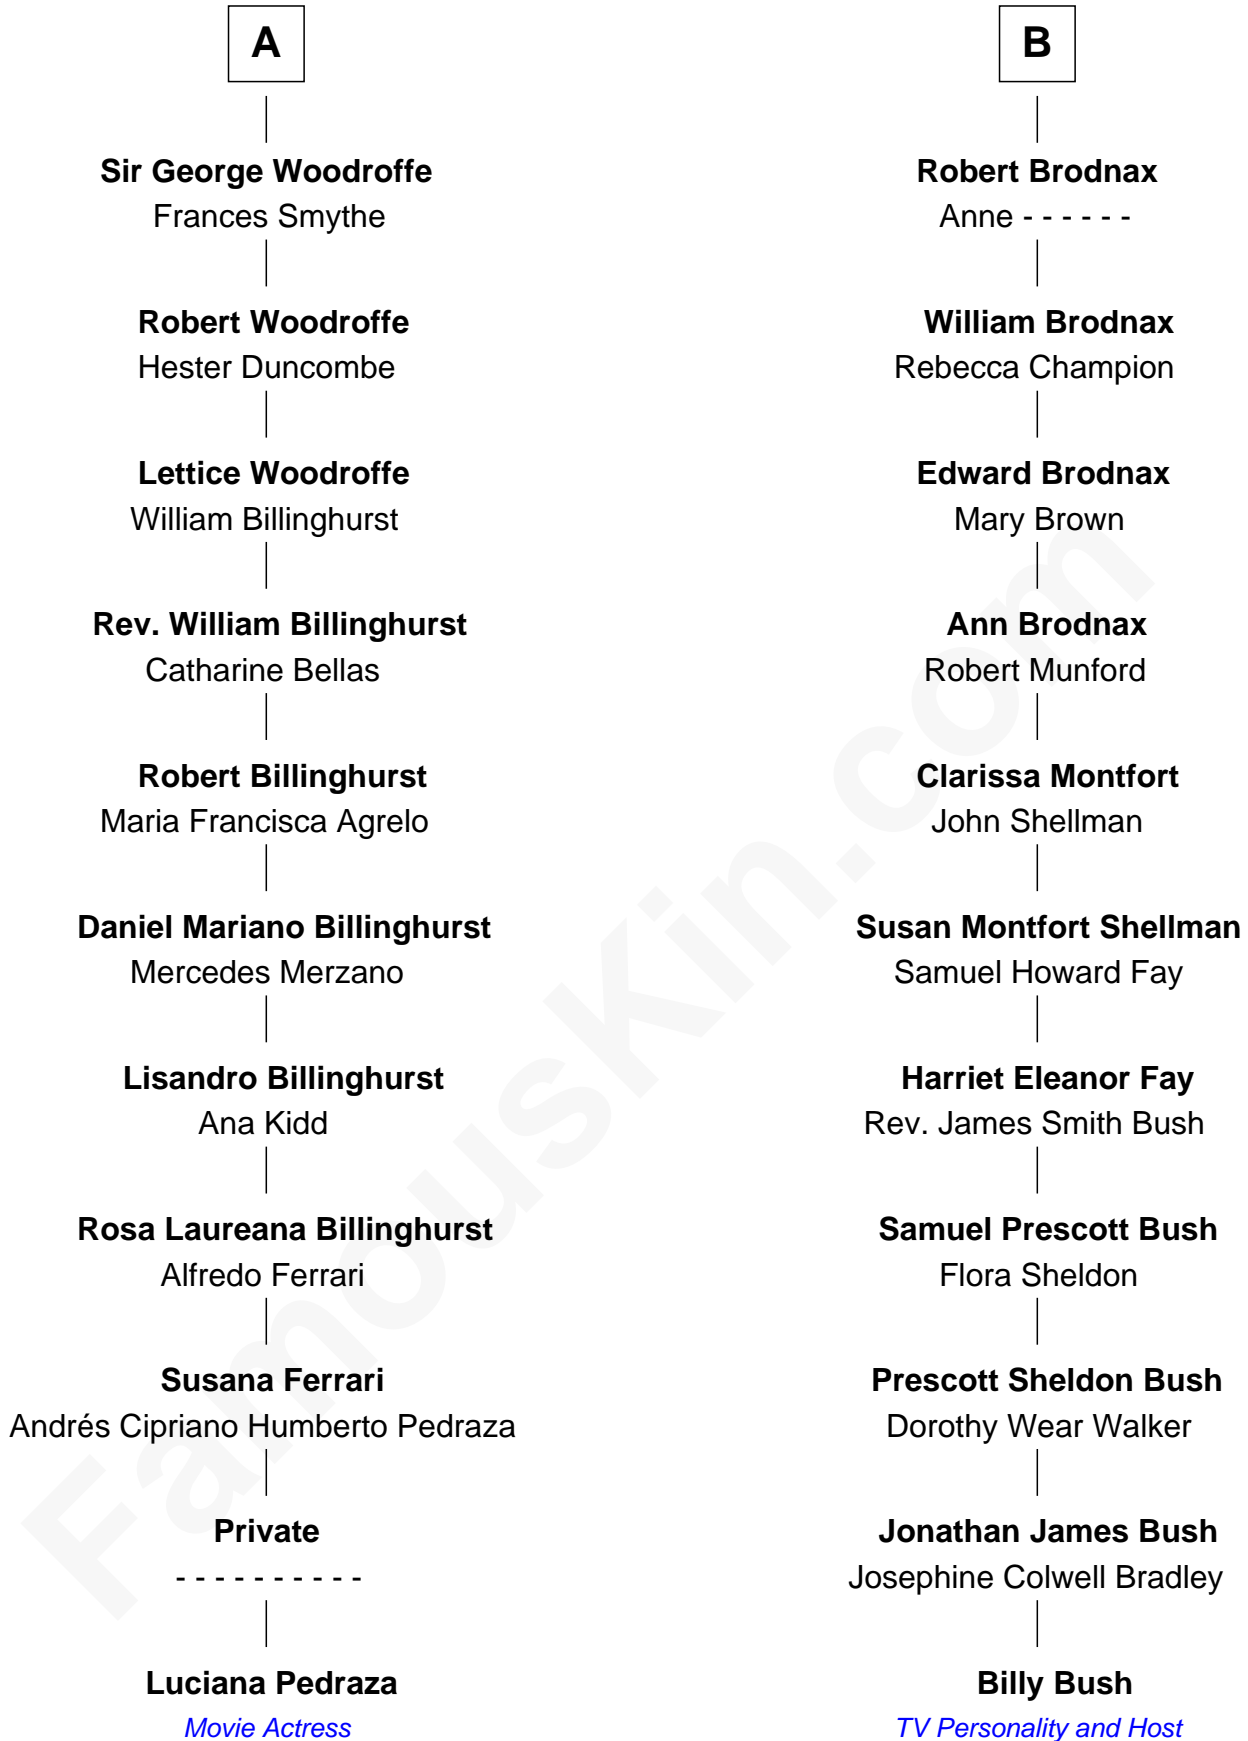 A
Sir George Woodroffe
Frances Smythe
Robert Woodroffe
Hester Duncombe
Lettice Woodroffe
William Billinghurst
Rev. William Billinghurst
Catharine Bellas
Robert Billinghurst
Maria Francisca Agrelo
Daniel Mariano Billinghurst
Mercedes Merzano
Lisandro Billinghurst
Ana Kidd
Rosa Laureana Billinghurst
Alfredo Ferrari
Susana Ferrari
Andrés Cipriano Humberto Pedraza
Private
- - - - - - - - - -
Luciana Pedraza
Movie Actress
B
Robert Brodnax
Anne - - - - - -
William Brodnax
Rebecca Champion
Edward Brodnax
Mary Brown
Ann Brodnax
Robert Munford
Clarissa Montfort
John Shellman
Susan Montfort Shellman
Samuel Howard Fay
Harriet Eleanor Fay
Rev. James Smith Bush
Samuel Prescott Bush
Flora Sheldon
Prescott Sheldon Bush
Dorothy Wear Walker
Jonathan James Bush
Josephine Colwell Bradley
Billy Bush
TV Personality and Host
FamousKin.com